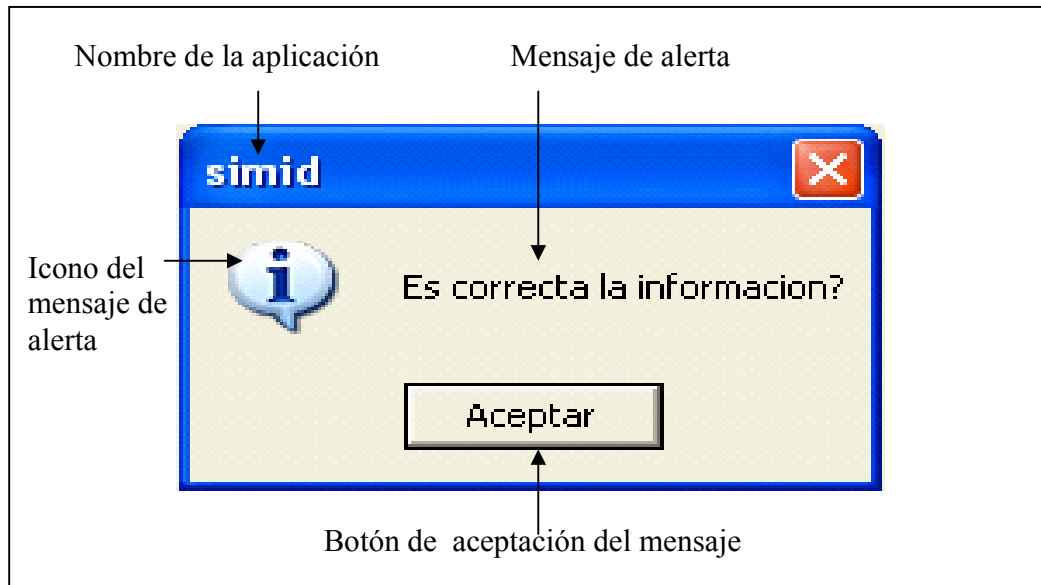 Nombre de la aplicación
Mensaje de alerta
simid
Icono del
mensaje de
alerta
Es correcta la informacion?
Aceptar
Botón de aceptación del mensaje